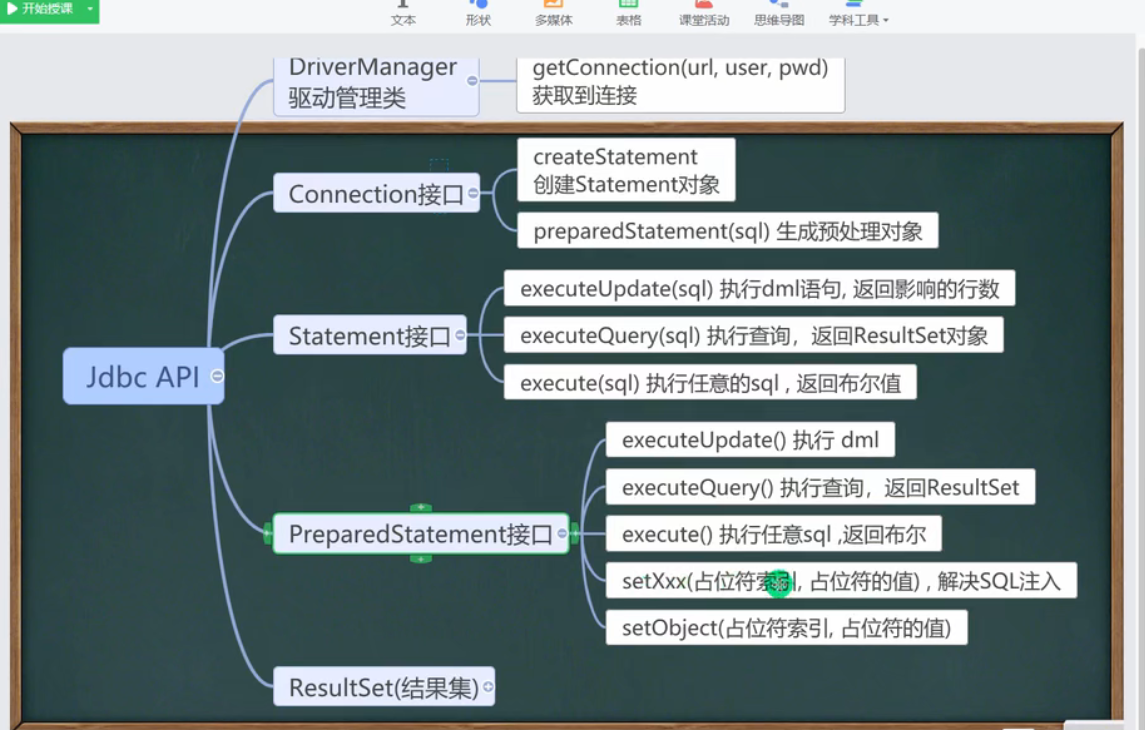 开始授课
文本 形状 多媒体 表格 课堂活动 思维导图 学科工具
DriverManager
驱动管理类
getConnection(url, user, pwd)
获取到连接
Connection接口
createStatement
创建Statement对象
preparedStatement(sql) 生成预处理对象
Statement接口
executeUpdate(sql) 执行dml语句, 返回影响的行数
executeQuery(sql) 执行查询，返回ResultSet对象
execute(sql) 执行任意的sql , 返回布尔值
Jdbc API
PreparedStatement接口
executeUpdate() 执行 dml
executeQuery() 执行查询，返回ResultSet
execute() 执行任意sql ,返回布尔
setXxx(占位符索引, 占位符的值) , 解决SQL注入
setObject(占位符索引, 占位符的值)
ResultSet(结果集)